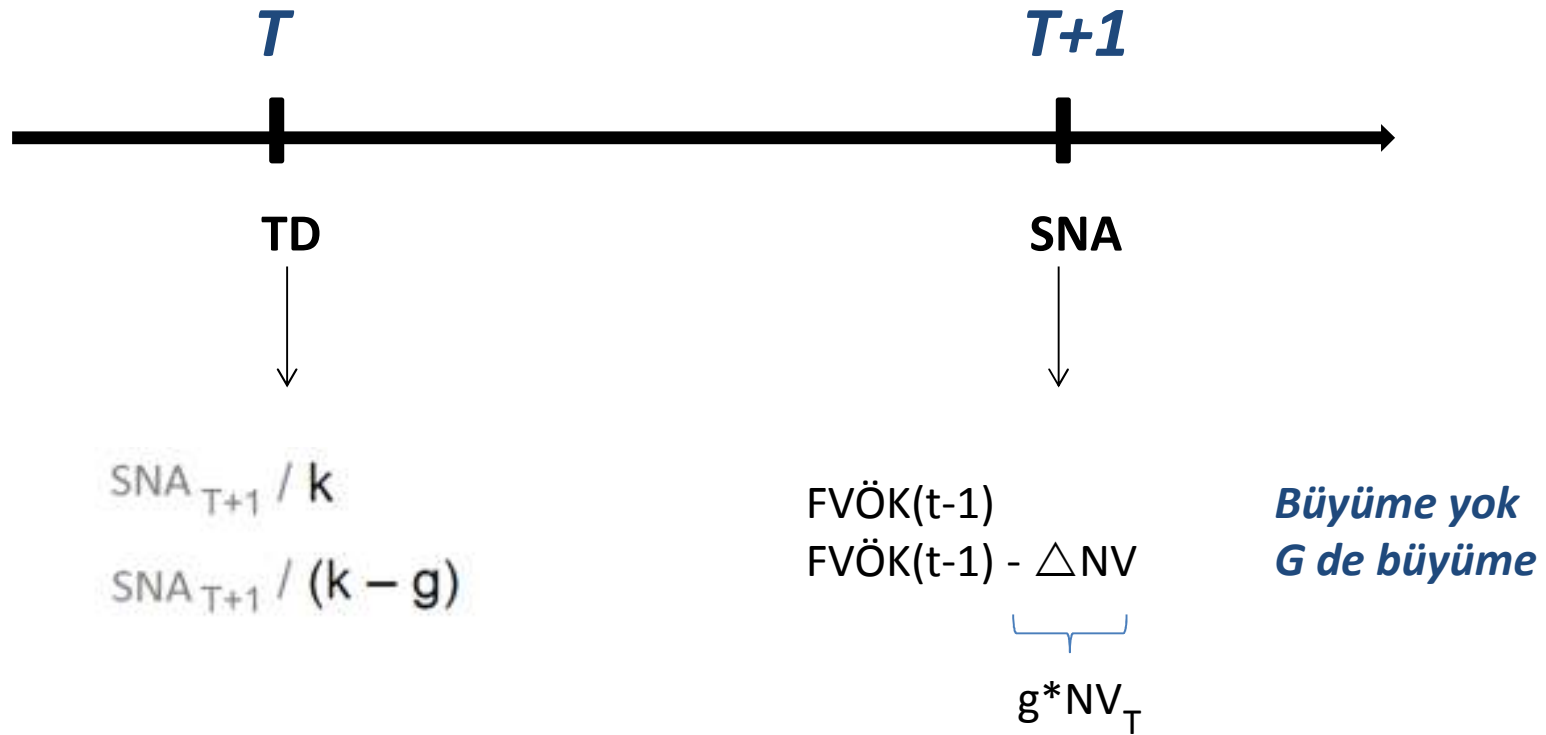 T T+1
TD SNA
SNA T+1 / k
SNA T+1 / (k – g)
FVÖK(t-1) Büyüme yok
FVÖK(t-1) - △NV G de büyüme
g*NV T